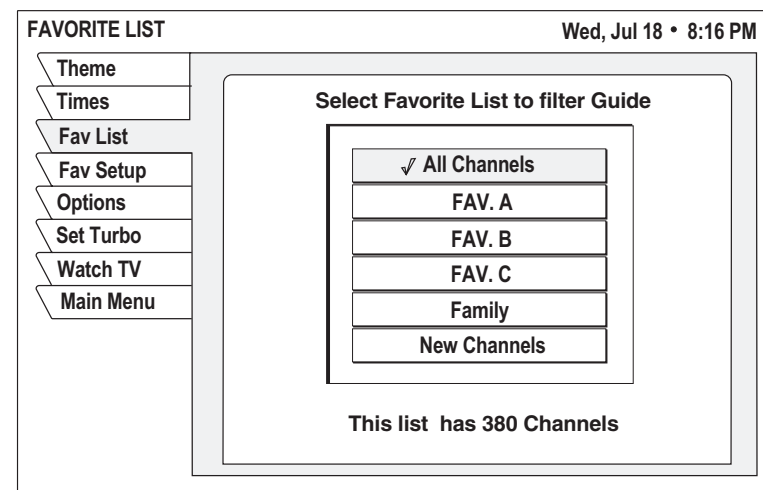 FAVORITE LIST
Wed, Jul 18 • 8:16 PM
Theme
Times
Fav List
Fav Setup
Options
Set Turbo
Watch TV
Main Menu
Select Favorite List to filter Guide
√ All Channels
FAV. A
FAV. B
FAV. C
Family
New Channels
This list has 380 Channels